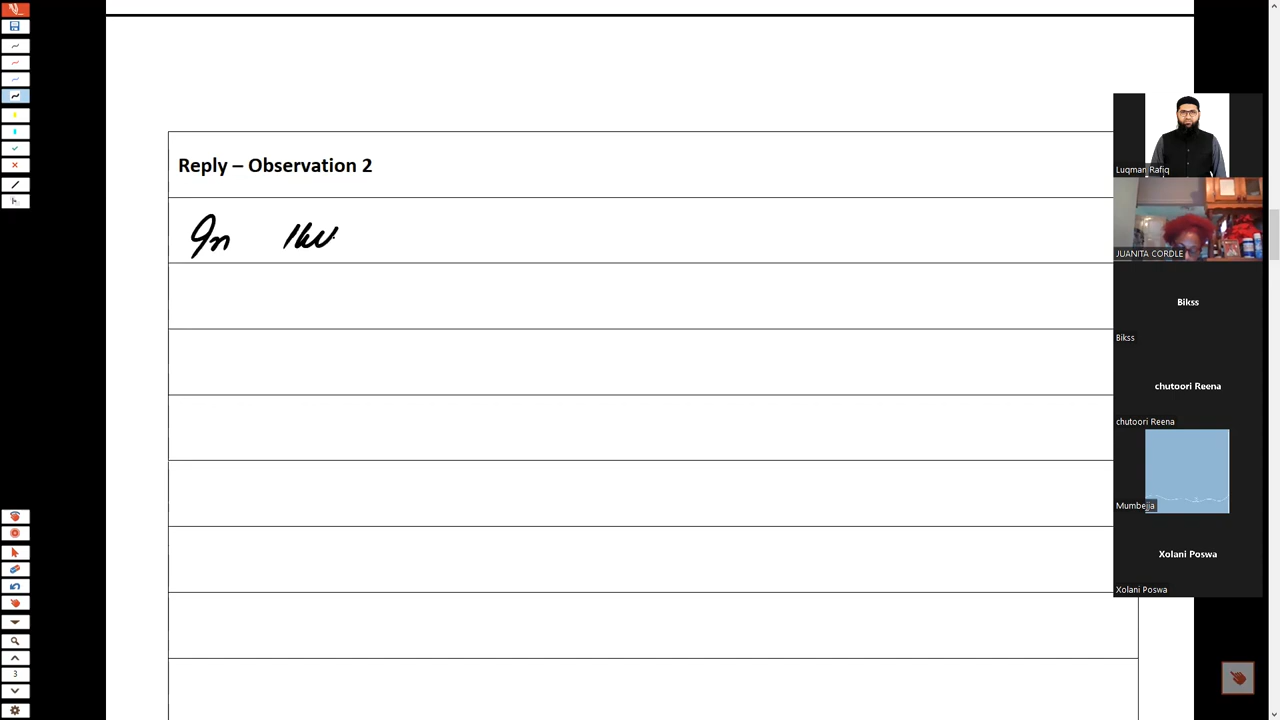 Reply – Observation 2
In
Luqman Rafiq
JUANITA CORDLE
Bikss
Bikss
chutoori Reena
chutoori Reena
Mumbejja
Xolani Poswa
Xolani Poswa
3